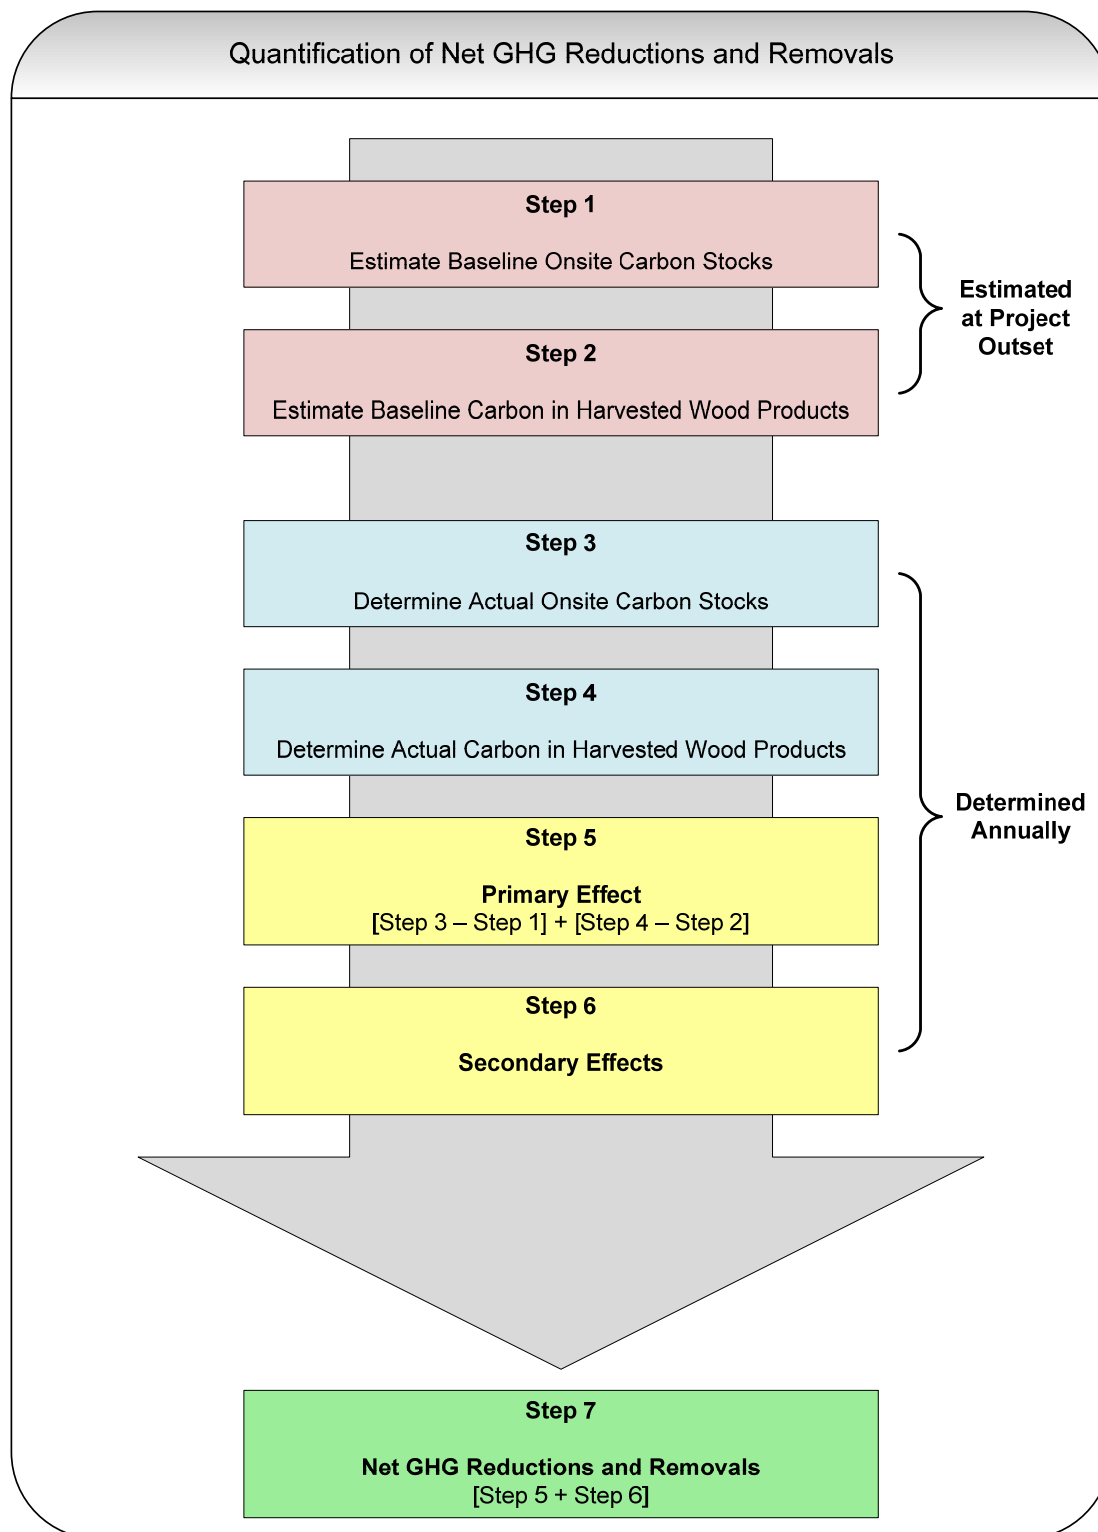 Quantification of Net GHG Reductions and Removals
Step 1
Estimate Baseline Onsite Carbon Stocks
Step 2
Estimate Baseline Carbon in Harvested Wood Products
Estimated
at Project
Outset
Step 3
Determine Actual Onsite Carbon Stocks
Step 4
Determine Actual Carbon in Harvested Wood Products
Step 5
Primary Effect
[Step 3 – Step 1] + [Step 4 – Step 2]
Step 6
Secondary Effects
Determined
Annually
Step 7
Net GHG Reductions and Removals
[Step 5 + Step 6]